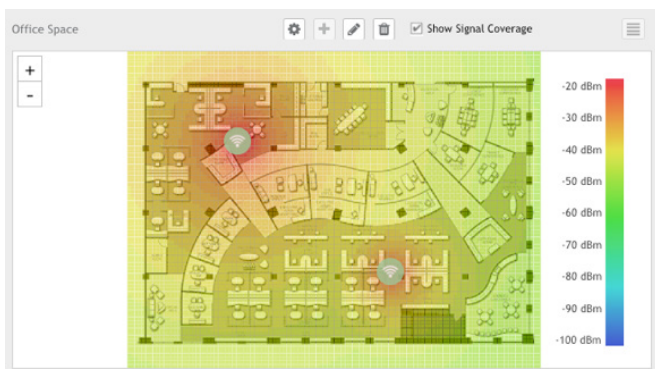 Office Space
Show Signal Coverage
+
-
-20 dBm
-30 dBm
-40 dBm
-50 dBm
-60 dBm
-70 dBm
-80 dBm
-90 dBm
-100 dBm